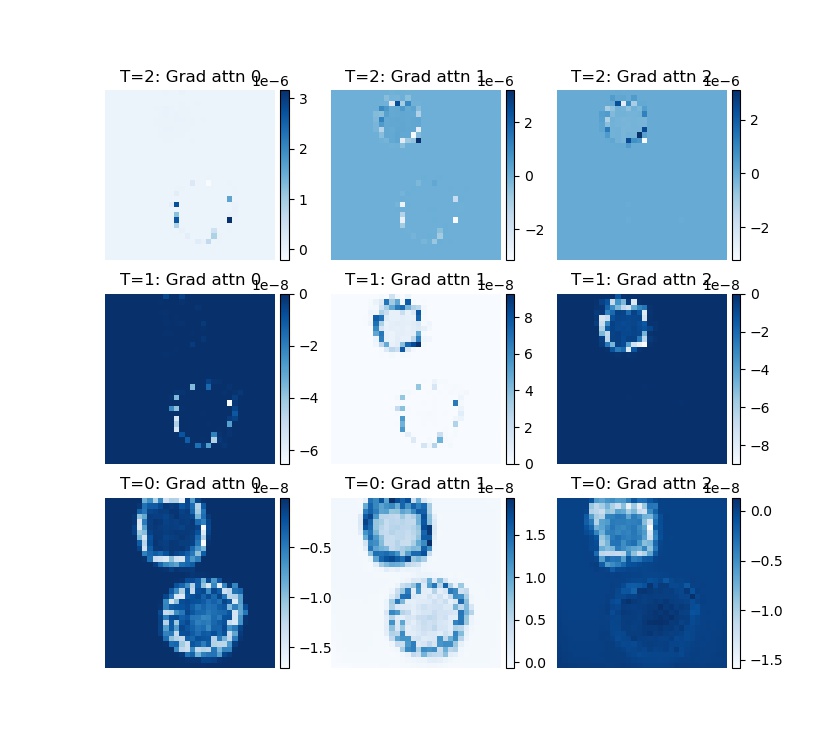 T=2: Grad attn 0 1e−6 T=2: Grad attn 1 1e−6 T=2: Grad attn 2 1e−6
3 2 2
2
1 0 0
0 −2 −2
T=1: Grad attn 0 1e−8 T=1: Grad attn 1 1e−8 T=1: Grad attn 2 1e−8
0 8 0
−2 6 −2
−4 4 −4
−6 2 −6
0 −8
T=0: Grad attn 0 1e−8 T=0: Grad attn 1 1e−8 T=0: Grad attn 2 1e−8
−0.5 1.5 0.0
−1.0 1.0 −0.5
−1.5 0.5 −1.0
0.0 −1.5